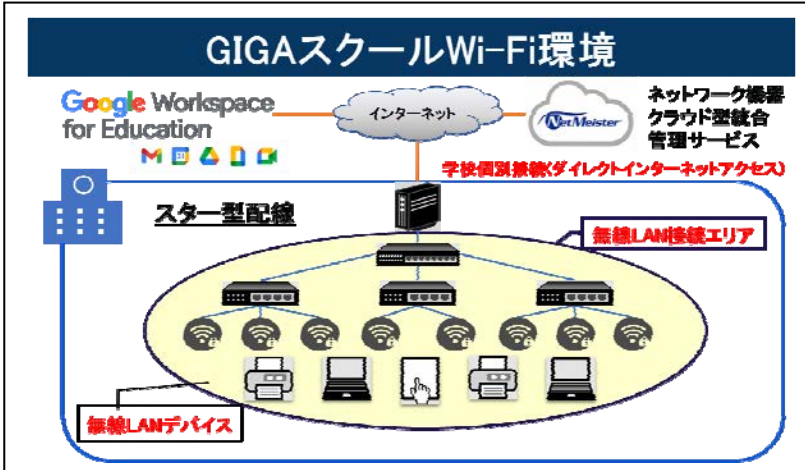 GIGAスクールWi-Fi環境
Google Workspace
for Education
インターネット
NetMeister
ネットワーク機器
クラウド型統合
管理サービス
学校個別接続(ダイレクトインターネットアクセス)
スター型配線
無線LAN接続エリア
無線LANデバイス